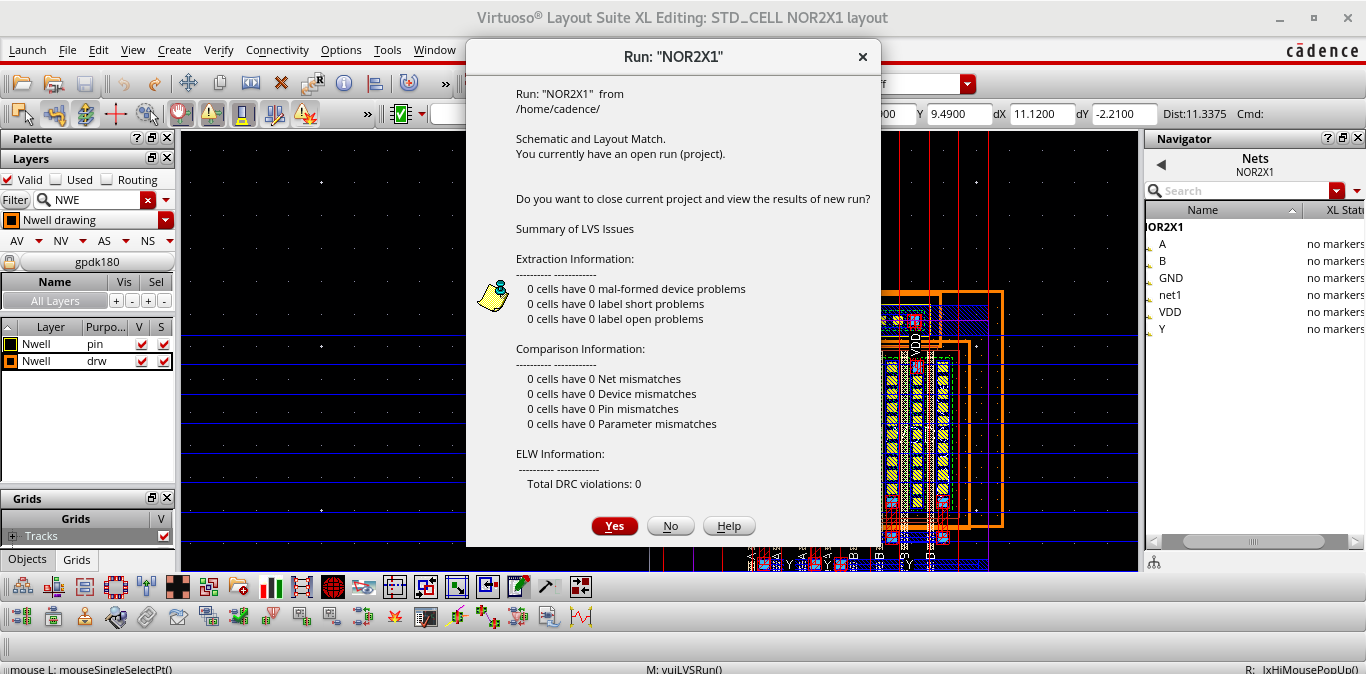 Virtuoso® Layout Suite XL Editing: STD_CELL NOR2X1 layout
Launch File Edit View Create Verify Connectivity Options Tools Window
cādence
Y 9.4900 dX 11.1200 dY -2.2100 Dist:11.3375 Cmd:
Palette
Layers
Valid Used Routing
Filter NWE
Nwell drawing
AV NV AS NS
gpdk180
Name Vis Sel
All Layers + - + -
Layer Purpo... V S
Nwell pin
Nwell drw
Grids
Grids V
Tracks
Objects Grids
Run: "NOR2X1"
Run: "NOR2X1" from
/home/cadence/
Schematic and Layout Match.
You currently have an open run (project).
Do you want to close current project and view the results of new run?
Summary of LVS Issues
Extraction Information:
---------- ------------
0 cells have 0 mal-formed device problems
0 cells have 0 label short problems
0 cells have 0 label open problems
Comparison Information:
---------- ------------
0 cells have 0 Net mismatches
0 cells have 0 Device mismatches
0 cells have 0 Pin mismatches
0 cells have 0 Parameter mismatches
ELW Information:
---------- ------------
Total DRC violations: 0
Yes No Help
VDD
Navigator
Nets
NOR2X1
Search
Name XL Stat
A no markers
B no markers
GND no markers
net1 no markers
VDD no markers
Y no markers
mouse L: mouseSingleSelectPt() M: vuiLVSRun() R: _lxHiMousePopUp()